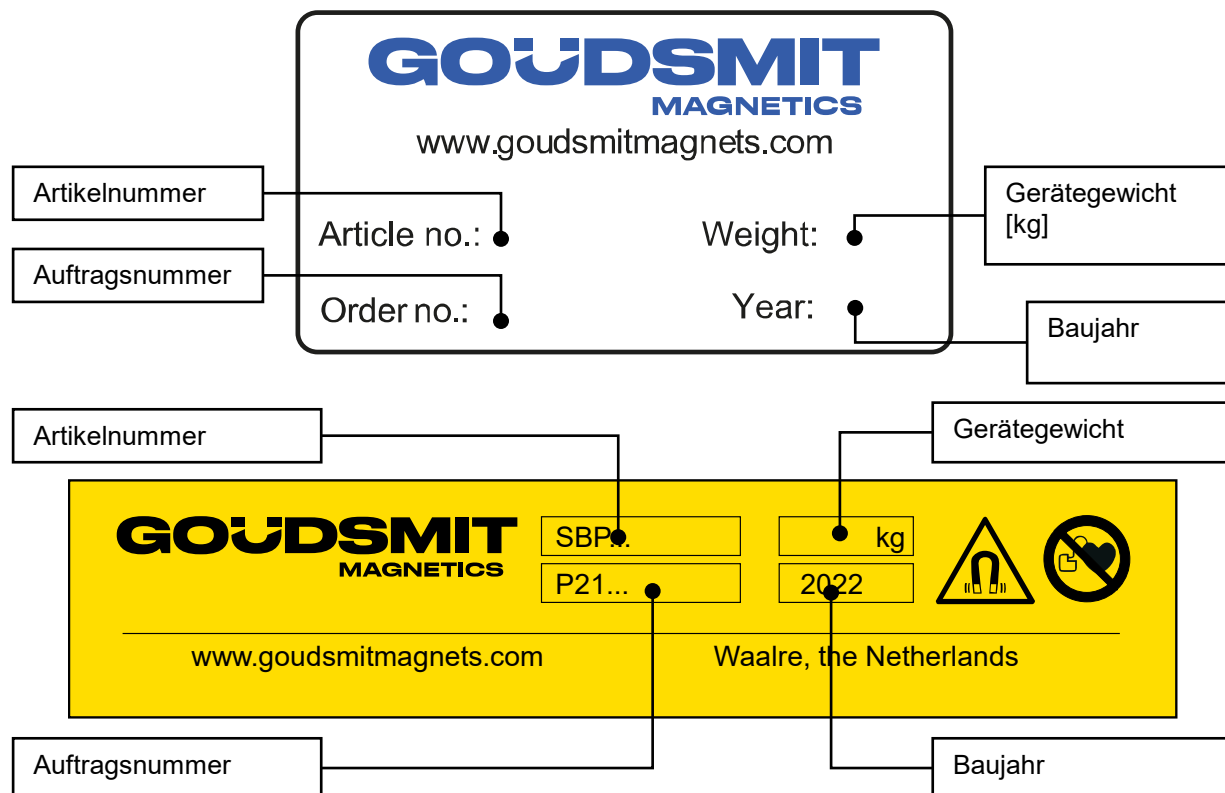 GOUDSMIT
MAGNETICS
www.goudsmitmagnets.com
Artikelnummer
Gerätegewicht
[kg]
Article no.:
Weight:
Auftragsnummer
Order no.:
Year:
Baujahr
Artikelnummer
Gerätegewicht
GOUDSMIT
MAGNETICS
SBP...
kg
P21...
2022
www.goudsmitmagnets.com
Waalre, the Netherlands
Auftragsnummer
Baujahr